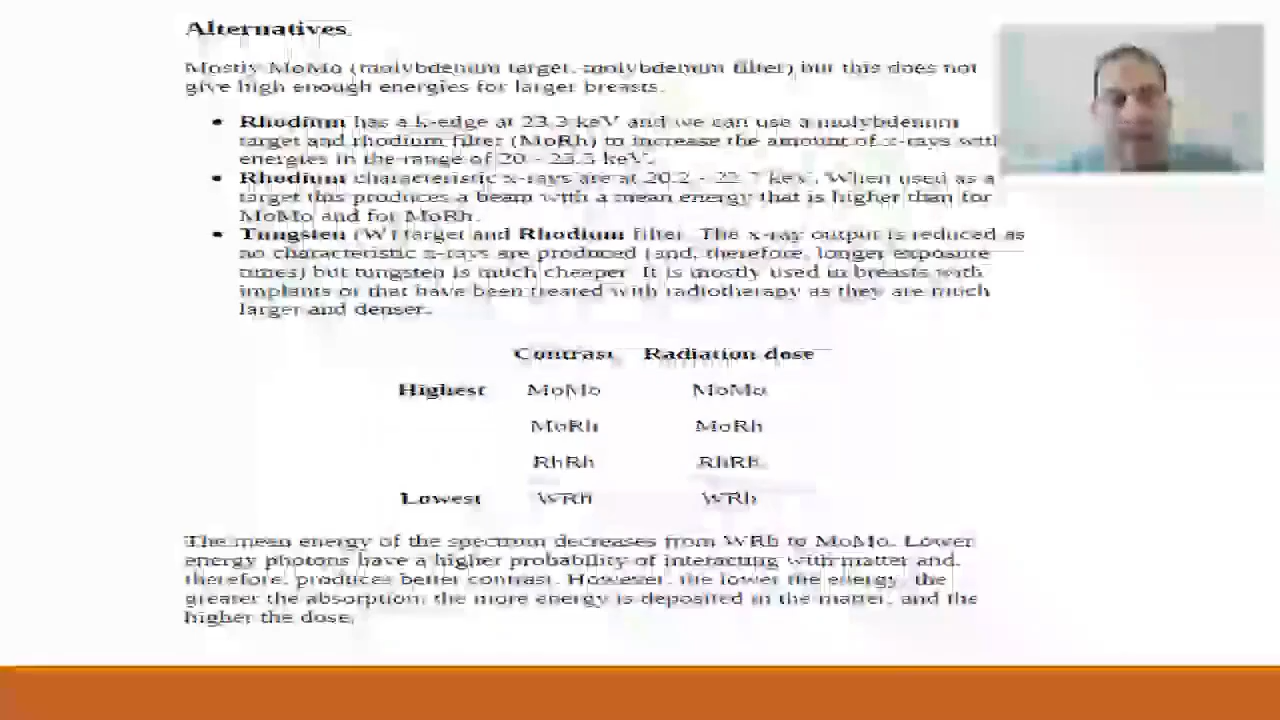 Alternatives
Mostly MoMo (molybdenum target, molybdenum filter) but this does not
give high enough energies for larger breasts.
• Rhodium has a k-edge at 23.3 keV and we can use a molybdenum
target and rhodium filter (MoRh) to increase the amount of x-rays with
energies in the range of 20 - 23.3 keV.
• Rhodium characteristic x-rays are at 20.2 - 22.7 keV. When used as a
target this produces a beam with a mean energy that is higher than for
MoMo and for MoRh.
• Tungsten (W) target and Rhodium filter. The x-ray output is reduced as
no characteristic x-rays are produced (and, therefore, longer exposure
times) but tungsten is much cheaper. It is mostly used in breasts with
implants or that have been treated with radiotherapy as they are much
larger and denser.
Contrast Radiation dose
Highest MoMo MoMo
MoRh MoRh
RhRh RhRh
Lowest WRh WRh
The mean energy of the spectrum decreases from WRh to MoMo. Lower
energy photons have a higher probability of interacting with matter and,
therefore, produces better contrast. However, the lower the energy, the
greater the absorption, the more energy is deposited in the matter, and the
higher the dose.